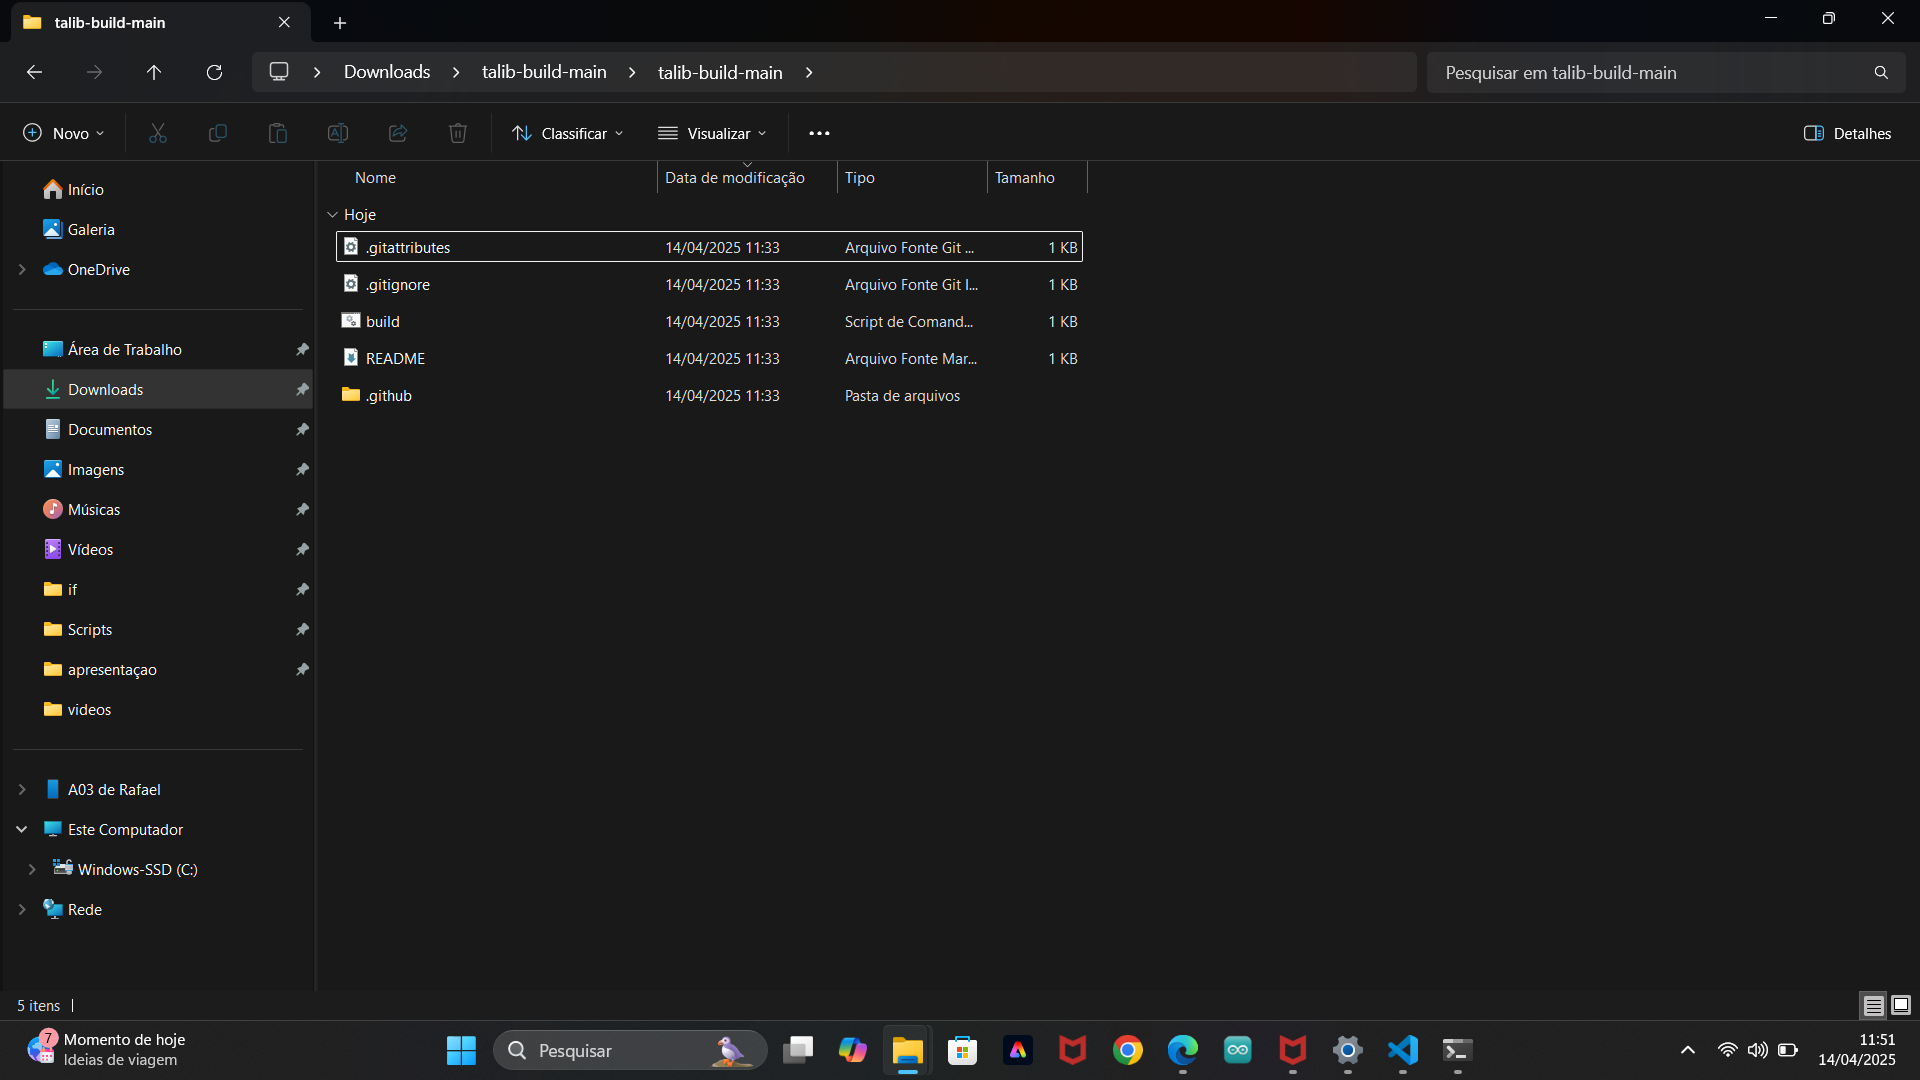 talib-build-main
Downloads
talib-build-main
talib-build-main
Pesquisar em talib-build-main
Novo
Classificar
Visualizar
Detalhes
Início
Galeria
OneDrive
Área de Trabalho
Downloads
Documentos
Imagens
Músicas
Vídeos
if
Scripts
apresentaçao
videos
A03 de Rafael
Este Computador
Windows-SSD (C:)
Rede
Nome Data de modificação Tipo Tamanho
Hoje
.gitattributes 14/04/2025 11:33 Arquivo Fonte Git ... 1 KB
.gitignore 14/04/2025 11:33 Arquivo Fonte Git I... 1 KB
build 14/04/2025 11:33 Script de Comand... 1 KB
README 14/04/2025 11:33 Arquivo Fonte Mar... 1 KB
.github 14/04/2025 11:33 Pasta de arquivos
5 itens
7
Momento de hoje
Ideias de viagem
Pesquisar
11:51
14/04/2025